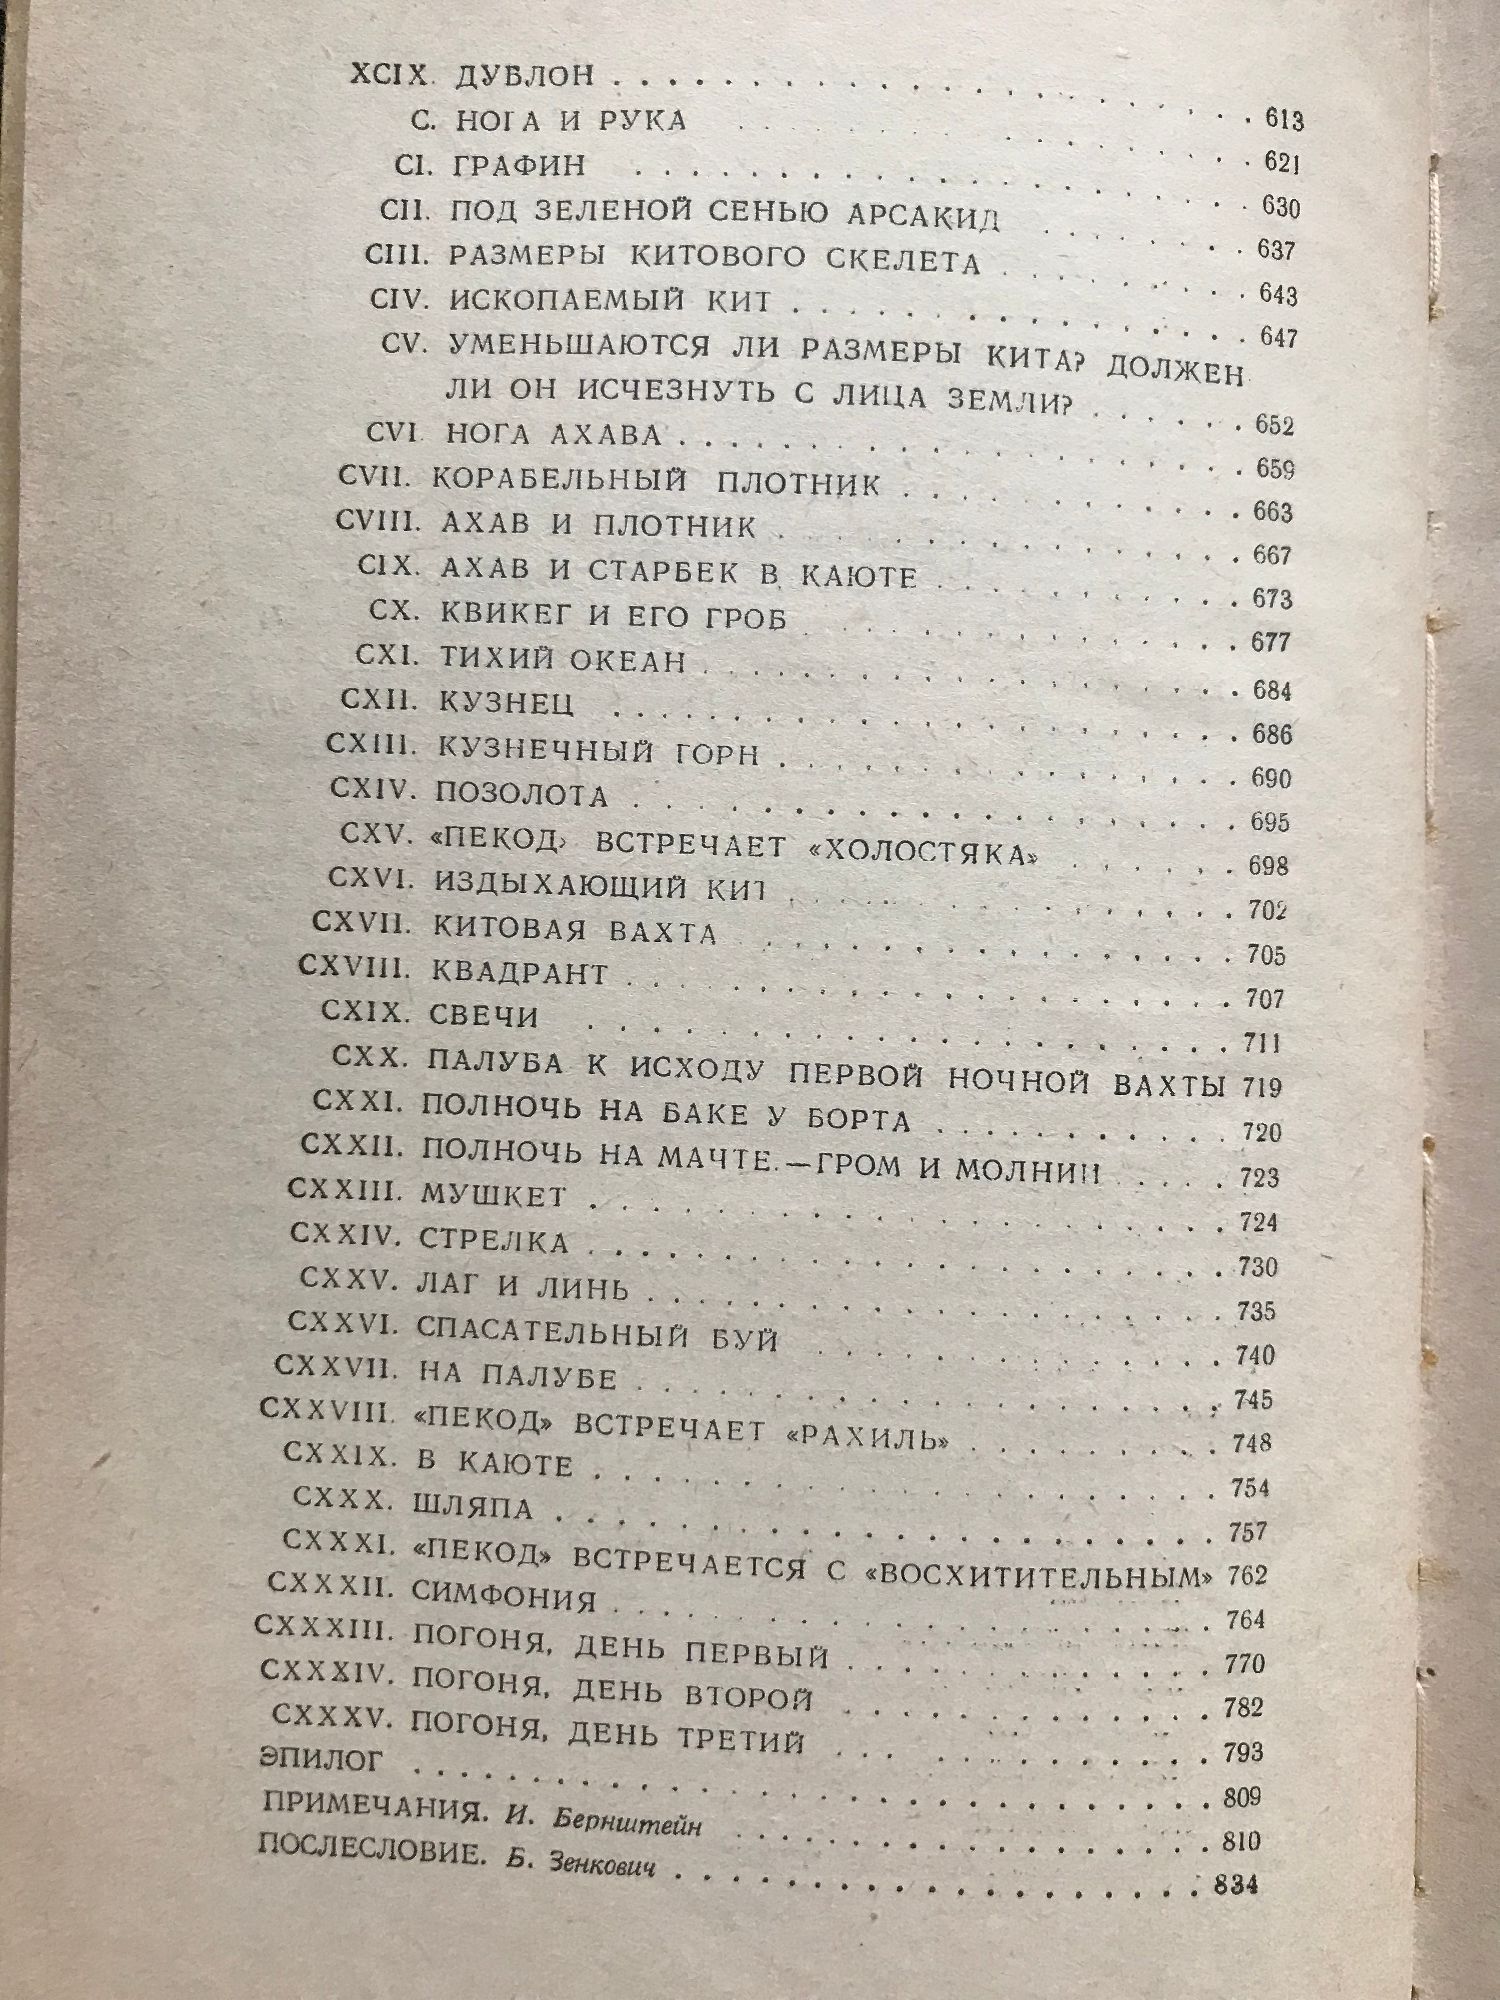 XCIX. ДУБЛОН . . . . . . . . . . . . . . . . . . . . 613
C. НОГА И РУКА . . . . . . . . . . . . . . . . . 621
CI. ГРАФИН . . . . . . . . . . . . . . . . . . . . 630
CII. ПОД ЗЕЛЕНОЙ СЕНЬЮ АРСАКИД . . . . . . . 637
CIII. РАЗМЕРЫ КИТОВОГО СКЕЛЕТА . . . . . . . . 643
CIV. ИСКОПАЕМЫЙ КИТ . . . . . . . . . . . . . . 647
CV. УМЕНЬШАЮТСЯ ЛИ РАЗМЕРЫ КИТА? ДОЛЖЕН
ЛИ ОН ИСЧЕЗНУТЬ С ЛИЦА ЗЕМЛИ? . . . . . . 652
CVI. НОГА АХАВА . . . . . . . . . . . . . . . . . . 659
CVII. КОРАБЕЛЬНЫЙ ПЛОТНИК . . . . . . . . . . . 663
CVIII. АХАВ И ПЛОТНИК . . . . . . . . . . . . . . . 667
CIX. АХАВ И СТАРБЕК В КАЮТЕ . . . . . . . . . . 673
CX. КВИКЕГ И ЕГО ГРОБ . . . . . . . . . . . . . . 677
CXI. ТИХИЙ ОКЕАН . . . . . . . . . . . . . . . . . 684
CXII. КУЗНЕЦ . . . . . . . . . . . . . . . . . . . . 686
CXIII. КУЗНЕЧНЫЙ ГОРН . . . . . . . . . . . . . . . 690
CXIV. ПОЗОЛОТА . . . . . . . . . . . . . . . . . . . 695
CXV. «ПЕКОД» ВСТРЕЧАЕТ «ХОЛОСТЯКА» . . . . . . 698
CXVI. ИЗДЫХАЮЩИЙ КИТ . . . . . . . . . . . . . . 702
CXVII. КИТОВАЯ ВАХТА . . . . . . . . . . . . . . . . 705
CXVIII. КВАДРАНТ . . . . . . . . . . . . . . . . . . . 707
CXIX. СВЕЧИ . . . . . . . . . . . . . . . . . . . . 711
CXX. ПАЛУБА К ИСХОДУ ПЕРВОЙ НОЧНОЙ ВАХТЫ 719
CXXI. ПОЛНОЧЬ НА БАКЕ У БОРТА . . . . . . . . . . 720
CXXII. ПОЛНОЧЬ НА МАЧТЕ.—ГРОМ И МОЛНИИ . . . . . 723
CXXIII. МУШКЕТ . . . . . . . . . . . . . . . . . . . . 724
CXXIV. СТРЕЛКА . . . . . . . . . . . . . . . . . . . . 730
CXXV. ЛАГ И ЛИНЬ . . . . . . . . . . . . . . . . . . 735
CXXVI. СПАСАТЕЛЬНЫЙ БУЙ . . . . . . . . . . . . . . 740
CXXVII. НА ПАЛУБЕ . . . . . . . . . . . . . . . . . . . 745
CXXVIII. «ПЕКОД» ВСТРЕЧАЕТ «РАХИЛЬ» . . . . . . . . . 748
CXXIX. В КАЮТЕ . . . . . . . . . . . . . . . . . . . . 754
CXXX. ШЛЯПА . . . . . . . . . . . . . . . . . . . . . 757
CXXXI. «ПЕКОД» ВСТРЕЧАЕТСЯ С «ВОСХИТИТЕЛЬНЫМ» 762
CXXXII. СИМФОНИЯ . . . . . . . . . . . . . . . . . . . 764
CXXXIII. ПОГОНЯ, ДЕНЬ ПЕРВЫЙ . . . . . . . . . . . . 770
CXXXIV. ПОГОНЯ, ДЕНЬ ВТОРОЙ . . . . . . . . . . . . 782
CXXXV. ПОГОНЯ, ДЕНЬ ТРЕТИЙ . . . . . . . . . . . . 793
ЭПИЛОГ . . . . . . . . . . . . . . . . . . . . . . . . . 809
ПРИМЕЧАНИЯ. И. Бернштейн . . . . . . . . . . . . . . . 810
ПОСЛЕСЛОВИЕ. Б. Зенкович . . . . . . . . . . . . . . . . 834